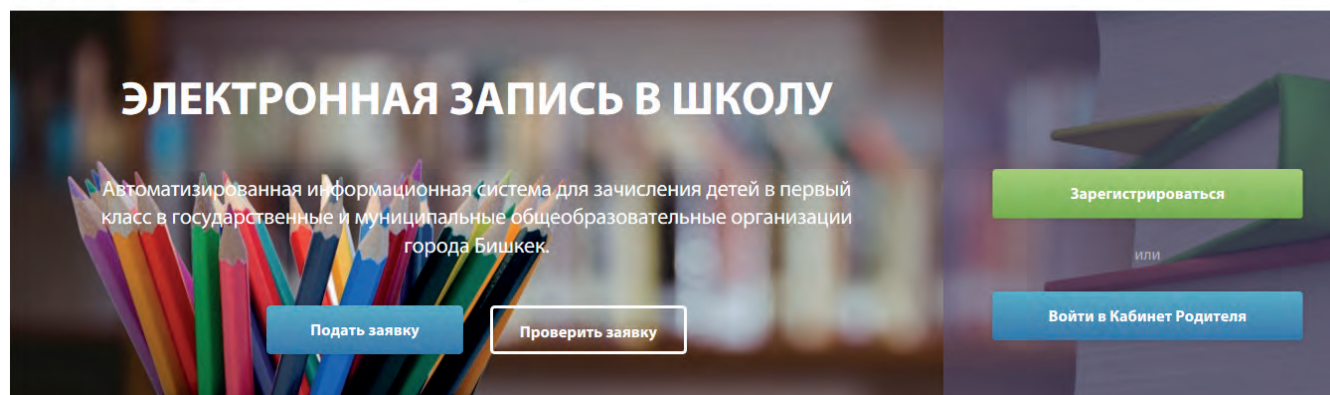 ЭЛЕКТРОННАЯ ЗАПИСЬ В ШКОЛУ
Автоматизированная информационная система для зачисления детей в первый
класс в государственные и муниципальные общеобразовательные организации
города Бишкек.
Подать заявку
Проверить заявку
Зарегистрироваться
или
Войти в Кабинет Родителя